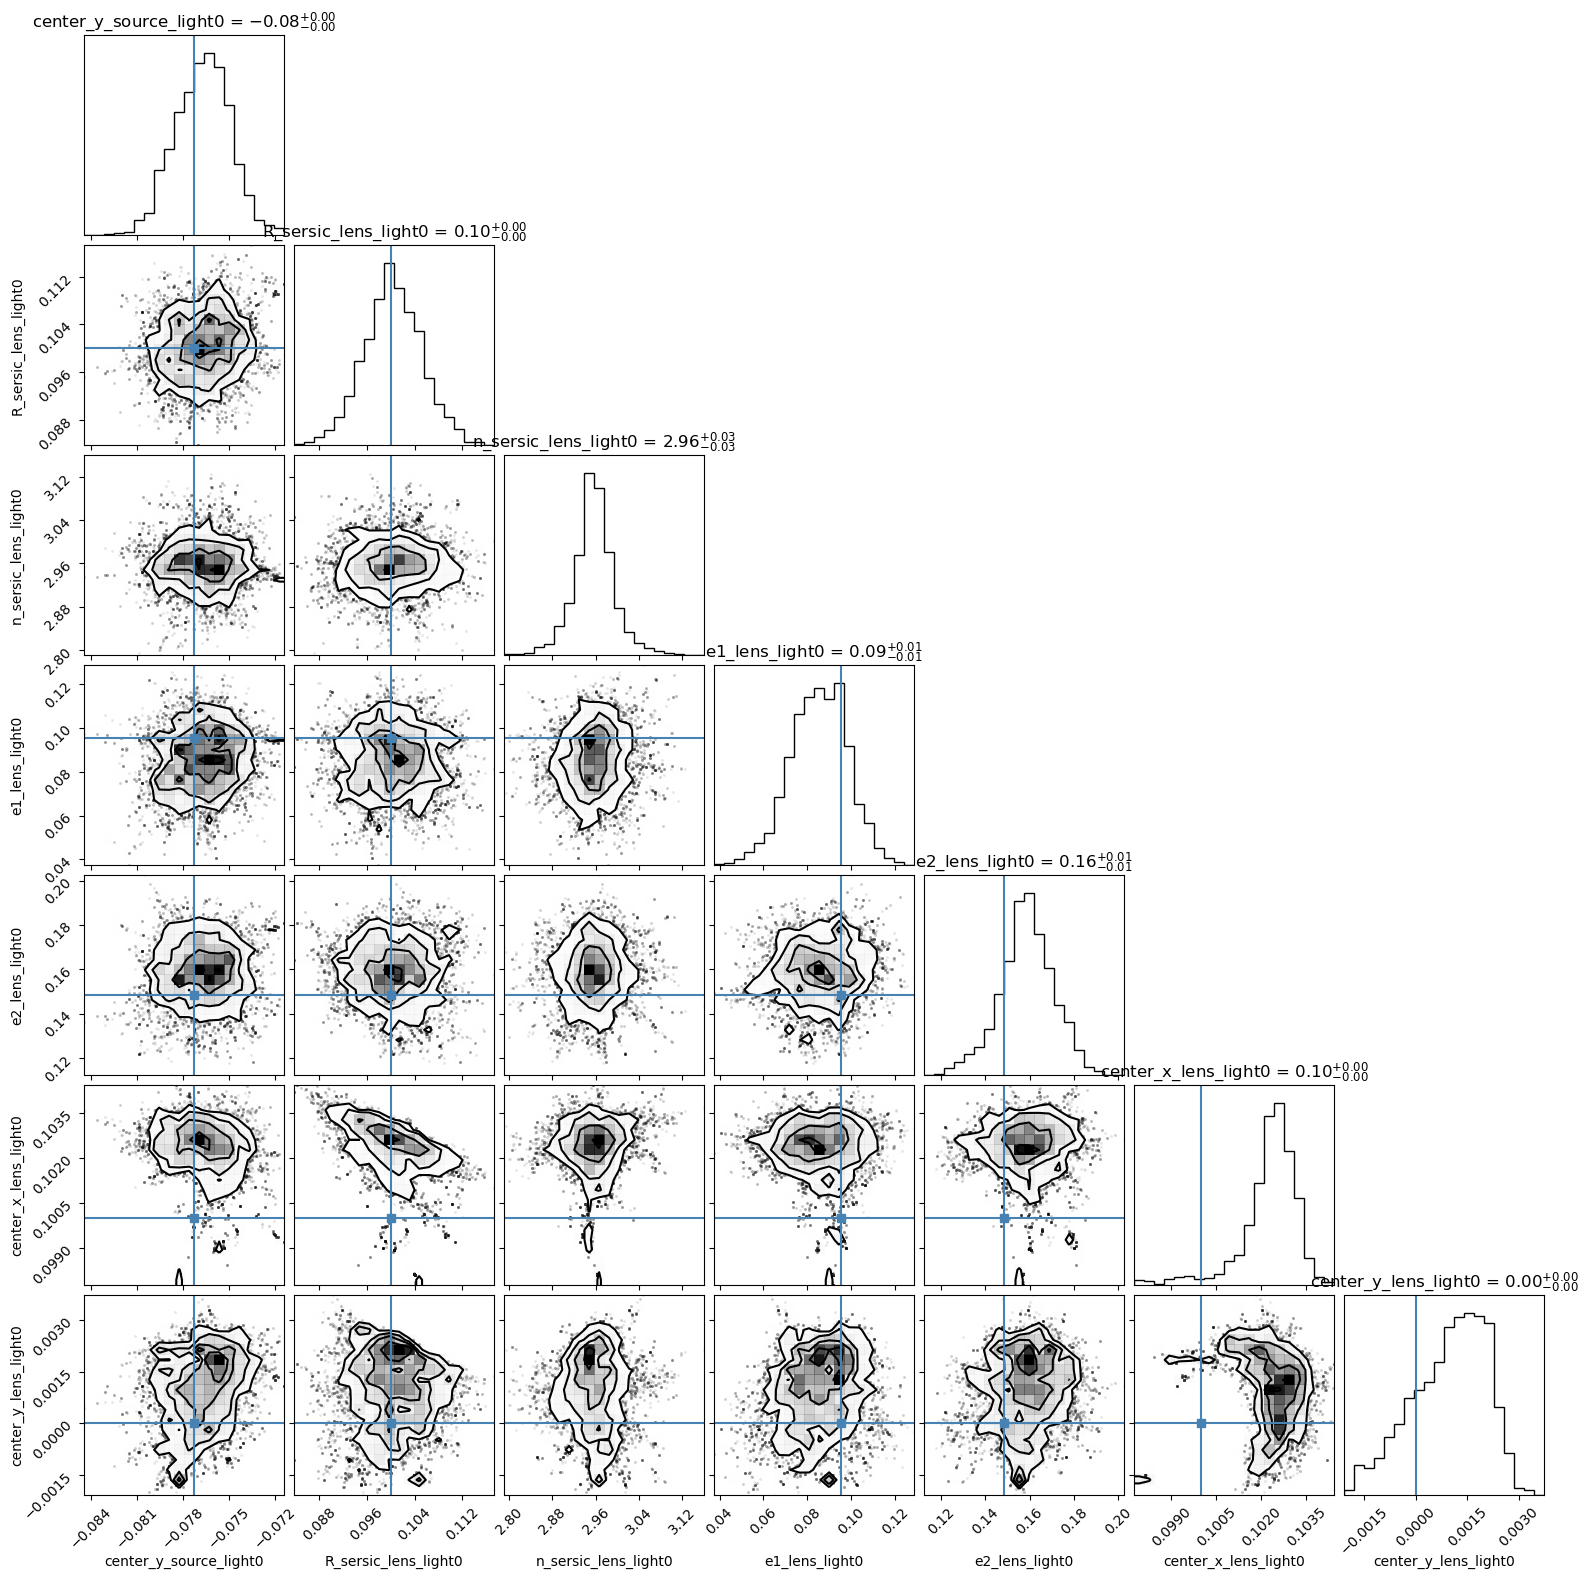 center_y_source_light0 = −0.08+0.00−0.00
R_sersic_lens_light0 = 0.10+0.00−0.00
R_sersic_lens_light0
0.112
0.104
0.096
0.088
n_sersic_lens_light0 = 2.96+0.03−0.03
n_sersic_lens_light0
3.12
3.04
2.96
2.88
2.80
e1_lens_light0 = 0.09+0.01−0.01
e1_lens_light0
0.12
0.10
0.08
0.06
0.04
e2_lens_light0 = 0.16+0.01−0.01
e2_lens_light0
0.20
0.18
0.16
0.14
0.12
center_x_lens_light0 = 0.10+0.00−0.00
center_x_lens_light0
0.1035
0.1020
0.1005
0.0990
center_y_lens_light0 = 0.00+0.00−0.00
center_y_lens_light0
0.0030
0.0015
0.0000
−0.0015
−0.084 −0.081 −0.078 −0.075 −0.072 0.088 0.096 0.104 0.112 2.80 2.88 2.96 3.04 3.12 0.04 0.06 0.08 0.10 0.12 0.12 0.14 0.16 0.18 0.20 0.0990 0.1005 0.1020 0.1035 −0.0015 0.0000 0.0015 0.0030
center_y_source_light0 R_sersic_lens_light0 n_sersic_lens_light0 e1_lens_light0 e2_lens_light0 center_x_lens_light0 center_y_lens_light0